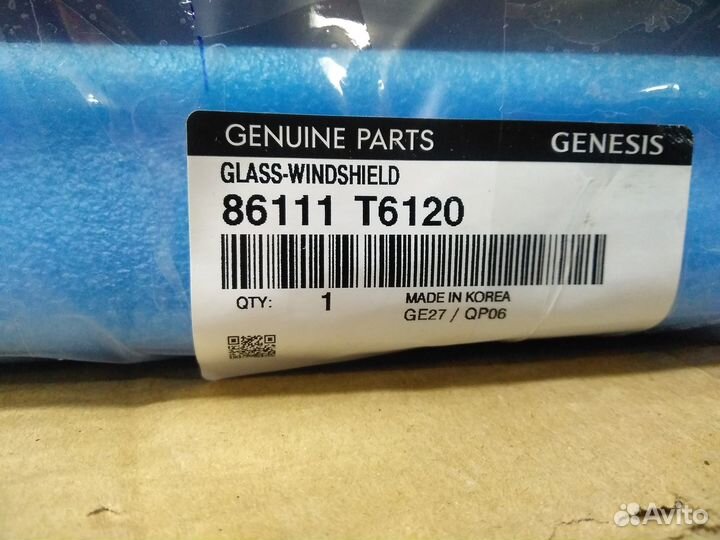 GENUINE PARTS GENESIS
GLASS-WINDSHIELD
86111 T6120
QTY: 1 MADE IN KOREA
GE27 / QP06
Avito